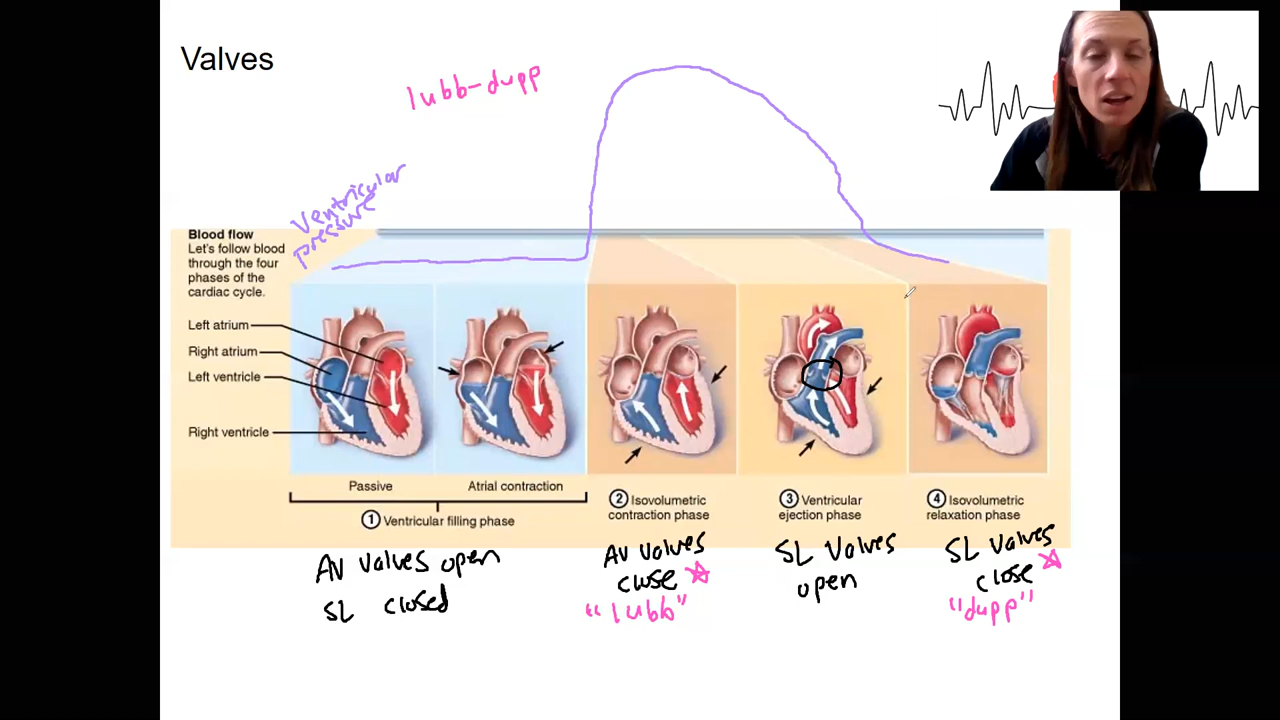 Valves
lubb-dupp
Ventricular
pressure
Blood flow
Let's follow blood
through the four
phases of the
cardiac cycle.
Left atrium
Right atrium
Left ventricle
Right ventricle
Passive
Atrial contraction
1 Ventricular filling phase
2 Isovolumetric
contraction phase
3 Ventricular
ejection phase
4 Isovolumetric
relaxation phase
AV valves open
SL closed
AV valves
close
"lubb"
SL valves
open
SL valves
close
"dupp"